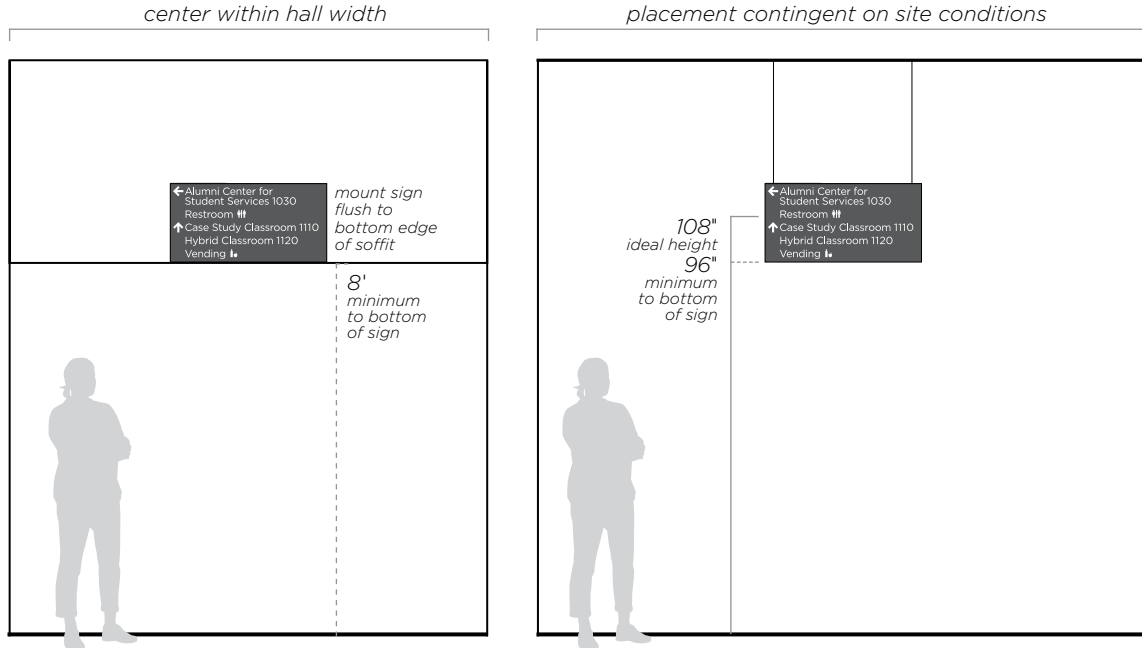 center within hall width
← Alumni Center for
Student Services 1030
Restroom
↑ Case Study Classroom 1110
Hybrid Classroom 1120
Vending
mount sign
flush to
bottom edge
of soffit
8'
minimum
to bottom
of sign
placement contingent on site conditions
← Alumni Center for
Student Services 1030
Restroom
↑ Case Study Classroom 1110
Hybrid Classroom 1120
Vending
108"
ideal height
96"
minimum
to bottom
of sign